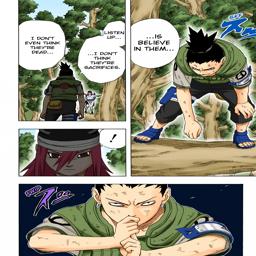 ...IS
BELIEVE
IN
THEM...
LISTEN
UP...
...I DON'T
THINK
THEY'RE
SACRIFICES.
I DON'T
EVEN THINK
THEY'RE
DEAD...
!